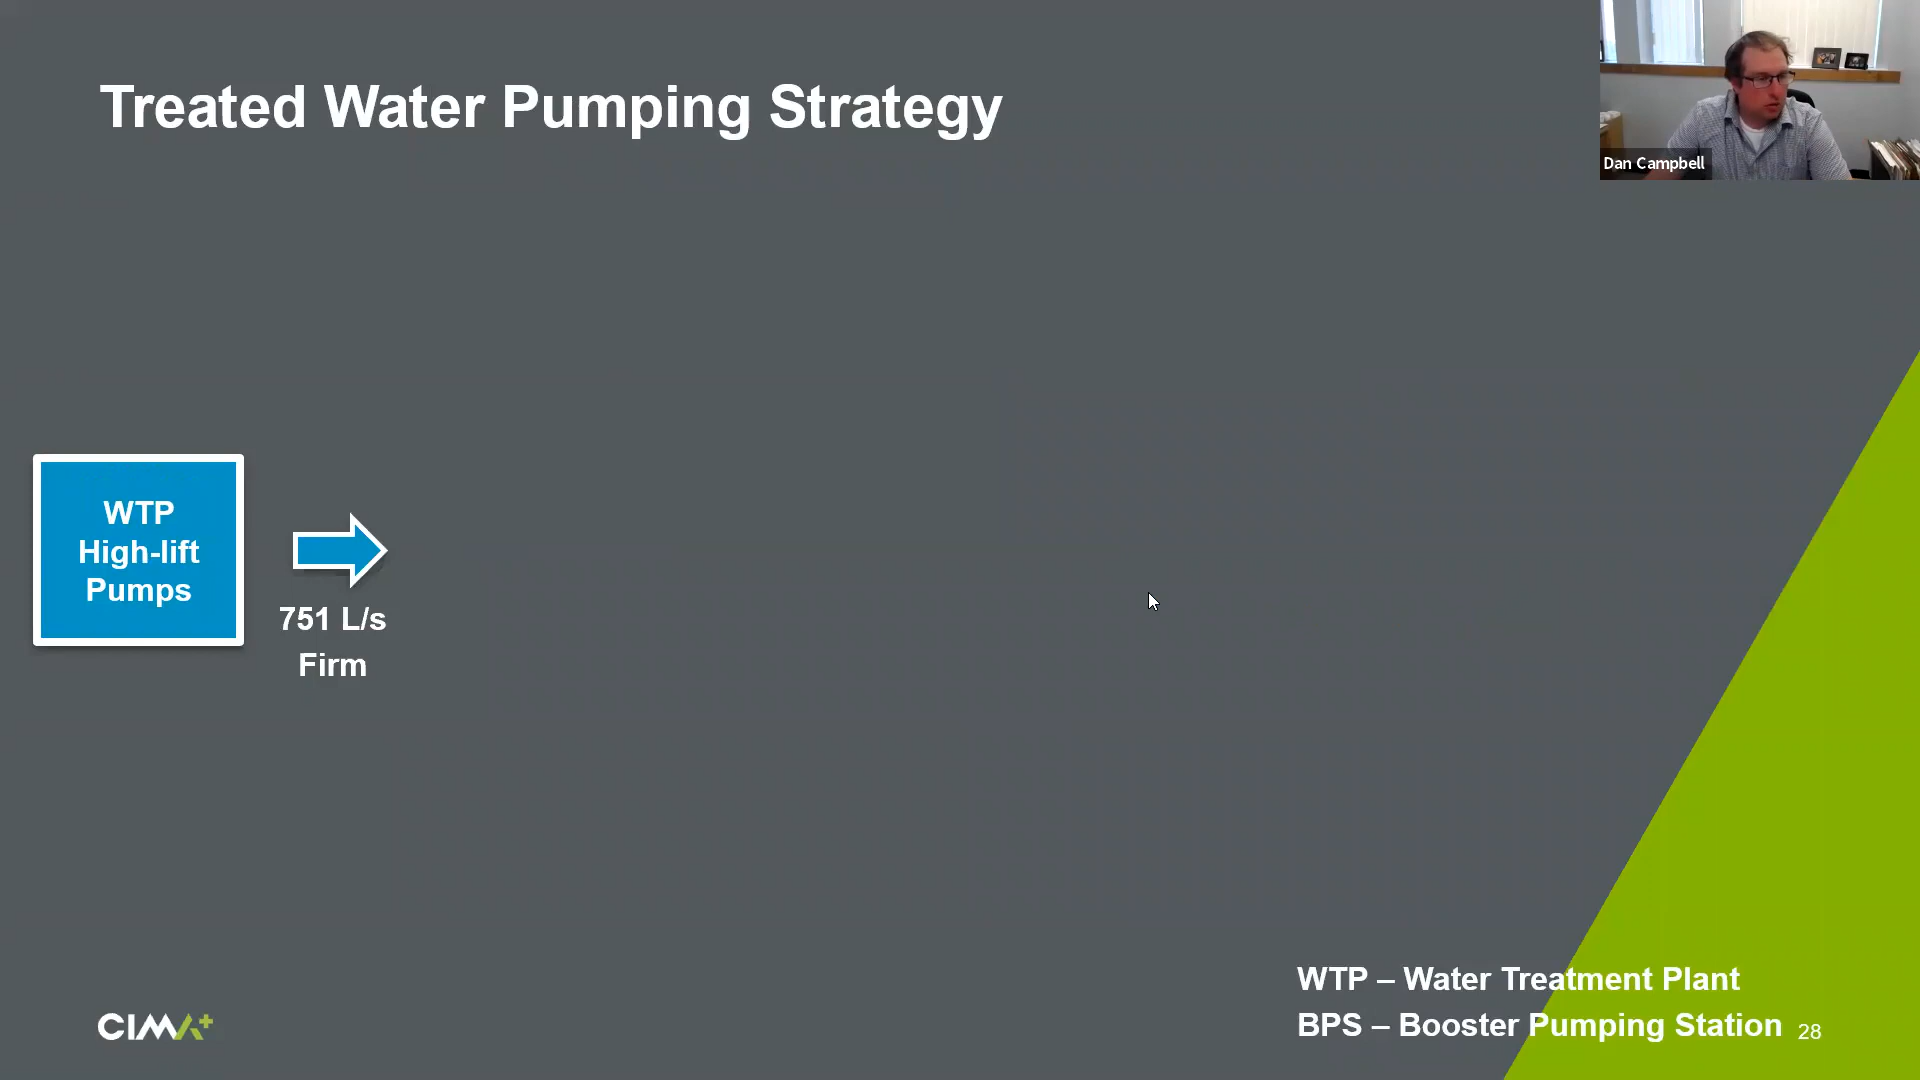 Treated Water Pumping Strategy
Dan Campbell
WTP
High-lift
Pumps
751 L/s
Firm
WTP – Water Treatment Plant
BPS – Booster Pumping Station
28
CIMA+